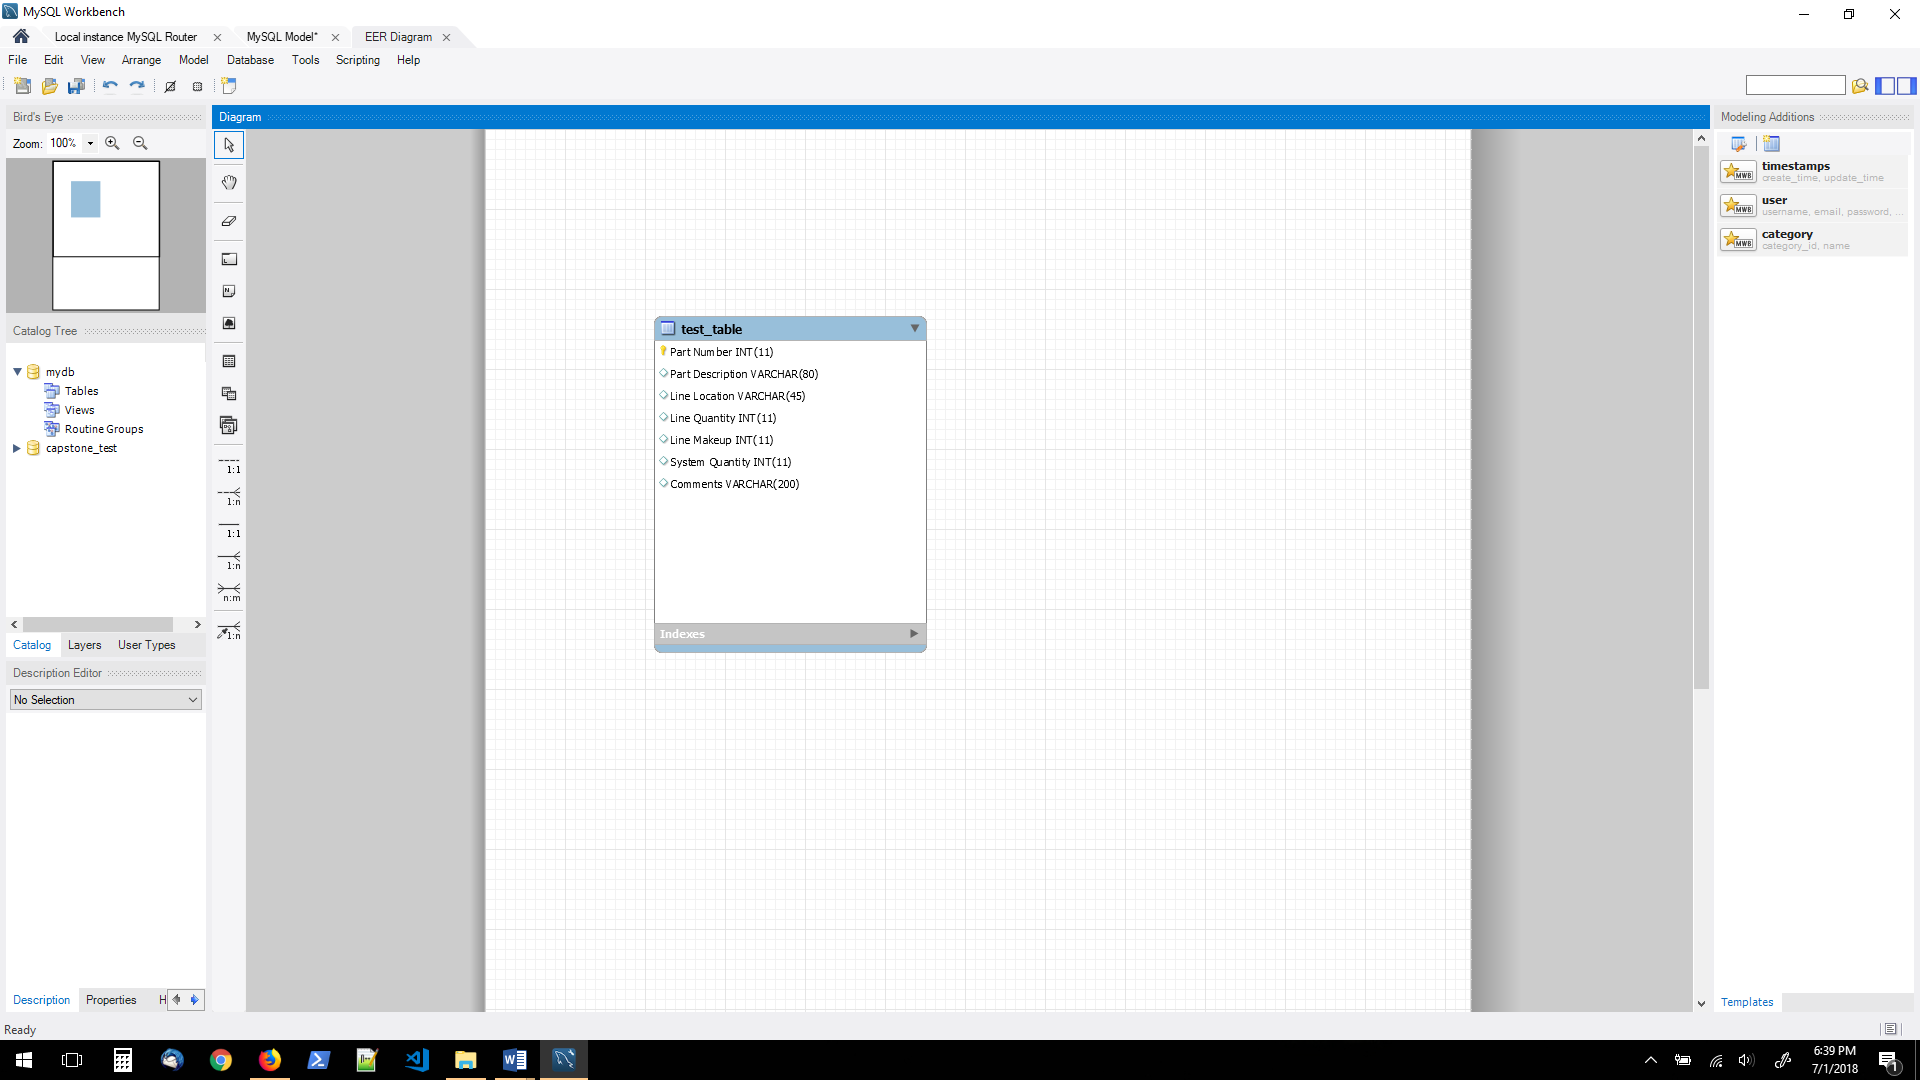 MySQL Workbench
Local instance MySQL Router
MySQL Model*
EER Diagram
File Edit View Arrange Model Database Tools Scripting Help
Bird's Eye
Zoom: 100%
Catalog Tree
mydb
Tables
Views
Routine Groups
capstone_test
Catalog Layers User Types
Description Editor
No Selection
Description Properties H
Diagram
1:1
1:n
1:1
1:n
n:m
1:n
test_table
Part Number INT(11)
Part Description VARCHAR(80)
Line Location VARCHAR(45)
Line Quantity INT(11)
Line Makeup INT(11)
System Quantity INT(11)
Comments VARCHAR(200)
Indexes
Modeling Additions
MWB
timestamps
create_time, update_time
MWB
user
username, email, password, ...
MWB
category
category_id, name
Templates
Ready
6:39 PM
7/1/2018
1